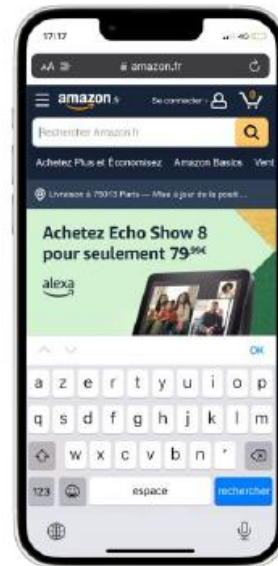 17:17 4G
AA amazon.fr
amazon.fr Se connecter › 0
Rechercher Amazon.fr
Achetez Plus et Économisez Amazon Basics Vent
Livraison à 75013 Paris — Mise à jour de la posit...
Achetez Echo Show 8
pour seulement 79,99€
alexa
OK
a z e r t y u i o p
q s d f g h j k l m
w x c v b n '
123 espace rechercher